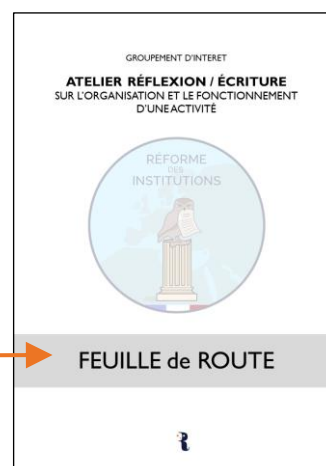 GROUPEMENT D'INTERET
ATELIER RÉFLEXION / ÉCRITURE
SUR L'ORGANISATION ET LE FONCTIONNEMENT
D'UNEACTIVITÉ
RÉFORME
DES
INSTITUTIONS
FEUILLE de ROUTE